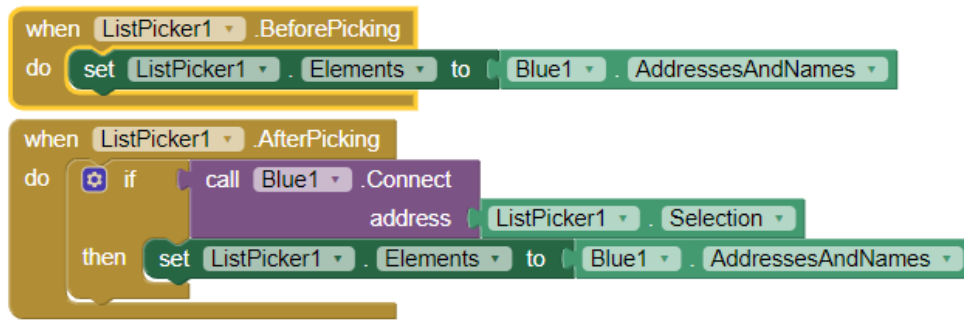 when ListPicker1 .BeforePicking
do set ListPicker1 . Elements to Blue1 . AddressesAndNames
when ListPicker1 .AfterPicking
do if call Blue1 .Connect
address ListPicker1 . Selection
then set ListPicker1 . Elements to Blue1 . AddressesAndNames